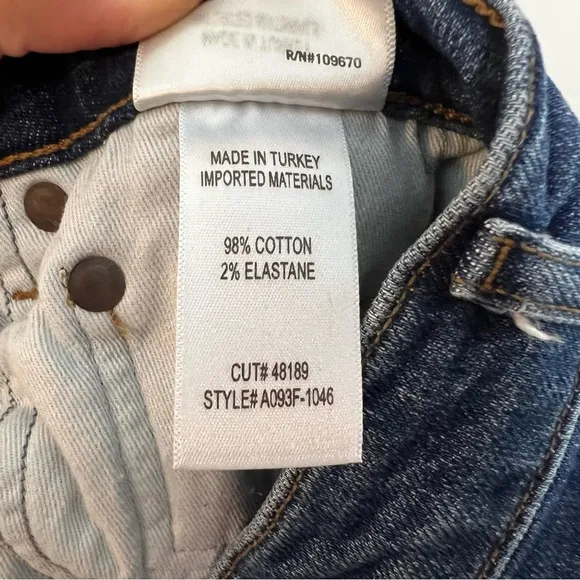 R/N#109670
MADE IN TURKEY
IMPORTED MATERIALS
98% COTTON
2% ELASTANE
CUT# 48189
STYLE# A093F-1046